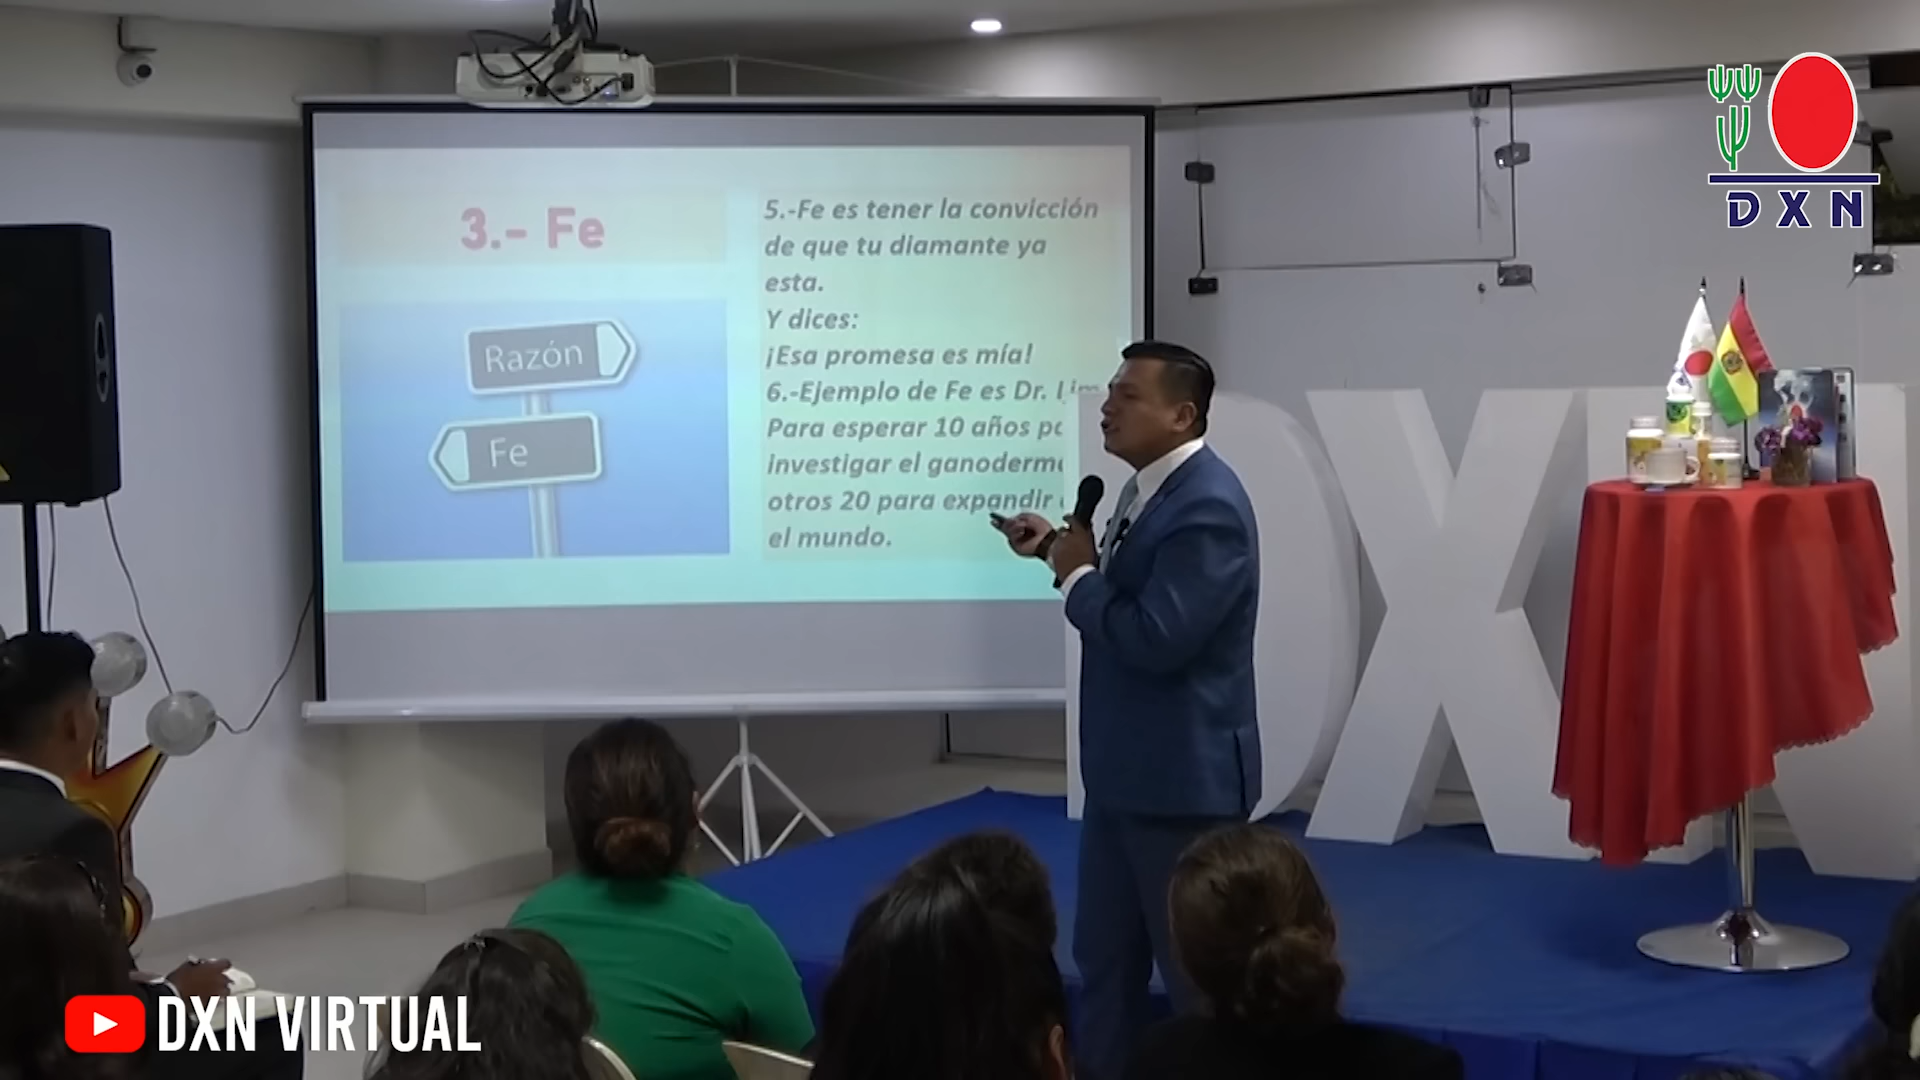 3.- Fe
Razón
Fe
5.-Fe es tener la convicción
de que tu diamante ya
esta.
Y dices:
¡Esa promesa es mía!
6.-Ejemplo de Fe es Dr.
Para esperar 10 años
investigar el
otros 20 para expandir
el mundo.
DXN
DX
DXN VIRTUAL